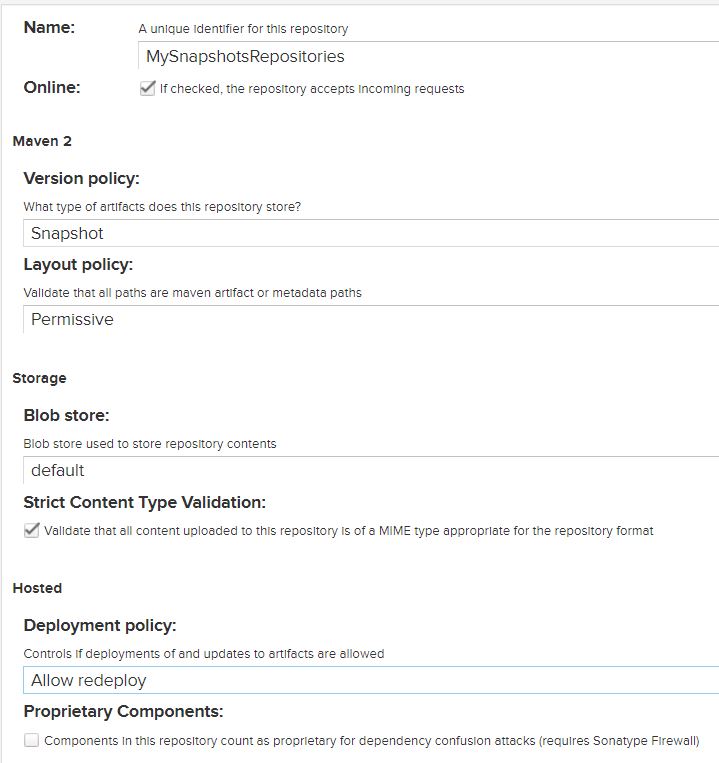 Name:
A unique identifier for this repository
MySnapshotsRepositories
Online:
If checked, the repository accepts incoming requests
Maven 2
Version policy:
What type of artifacts does this repository store?
Snapshot
Layout policy:
Validate that all paths are maven artifact or metadata paths
Permissive
Storage
Blob store:
Blob store used to store repository contents
default
Strict Content Type Validation:
Validate that all content uploaded to this repository is of a MIME type appropriate for the repository format
Hosted
Deployment policy:
Controls if deployments of and updates to artifacts are allowed
Allow redeploy
Proprietary Components:
Components in this repository count as proprietary for dependency confusion attacks (requires Sonatype Firewall)